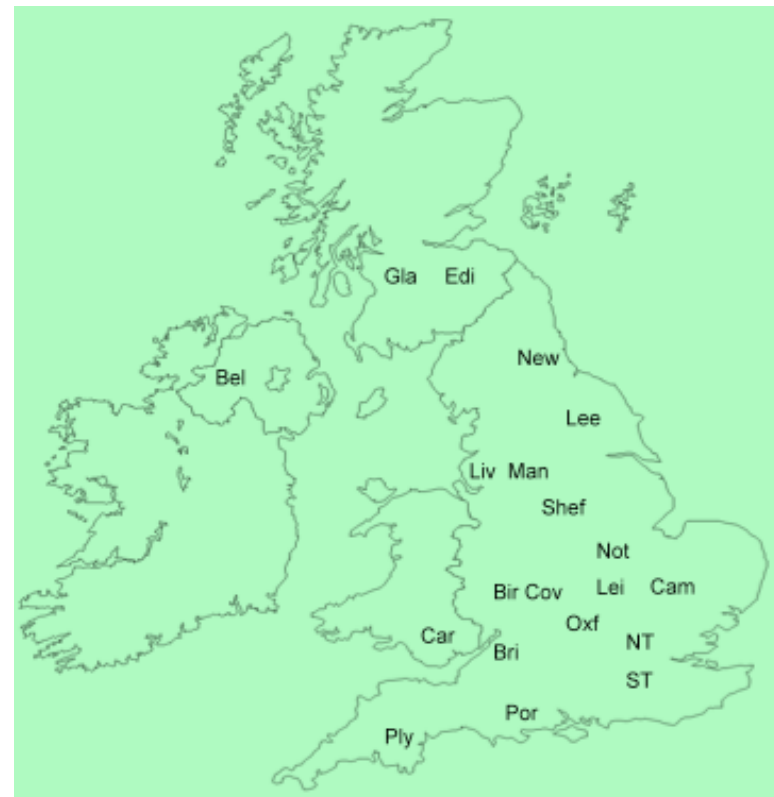 Gla Edi
New
Bel
Lee
Liv Man
Shef
Not
Bir Cov Lei Cam
Oxf
Car Bri NT
ST
Por
Ply